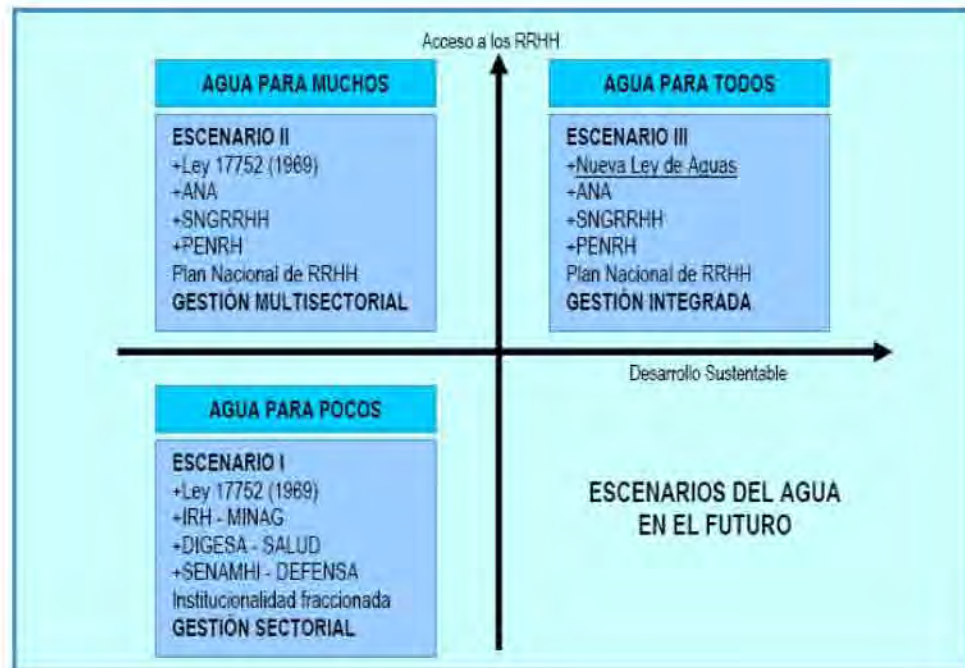 Acceso a los RRHH
AGUA PARA MUCHOS
ESCENARIO II
+Ley 17752 (1969)
+ANA
+SNGRRHH
+PENRH
Plan Nacional de RRHH
GESTIÓN MULTISECTORIAL
AGUA PARA TODOS
ESCENARIO III
+Nueva Ley de Aguas
+ANA
+SNGRRHH
+PENRH
Plan Nacional de RRHH
GESTIÓN INTEGRADA
Desarrollo Sustentable
AGUA PARA POCOS
ESCENARIO I
+Ley 17752 (1969)
+IRH - MINAG
+DIGESA - SALUD
+SENAMHI - DEFENSA
Institucionalidad fraccionada
GESTIÓN SECTORIAL
ESCENARIOS DEL AGUA
EN EL FUTURO